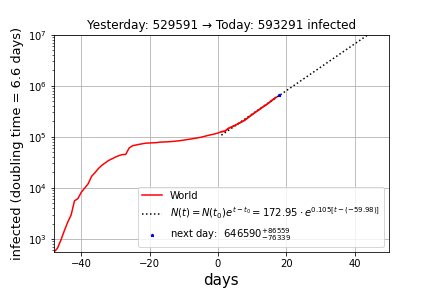 Yesterday: 529591 → Today: 593291 infected
infected (doubling time = 6.6 days)
10⁷
10⁶
10⁵
10⁴
10³
World
N(t) = N(t₀)e^{t-t₀} = 172.95 · e^{0.105[t-(-59.98)]}
next day: 646590^{+86559}_{-76339}
-40 -20 0 20 40
days